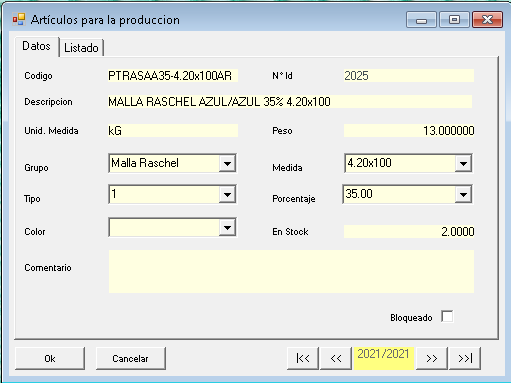 Artículos para la produccion
Datos Listado
Codigo PTRASAA35-4.20x100AR N° Id 2025
Descripcion MALLA RASCHEL AZUL/AZUL 35% 4.20x100
Unid. Medida kG Peso 13.000000
Grupo Malla Raschel Medida 4.20x100
Tipo 1 Porcentaje 35.00
Color En Stock 2.0000
Comentario
Bloqueado
Ok Cancelar |<< << 2021/2021 >> >>|